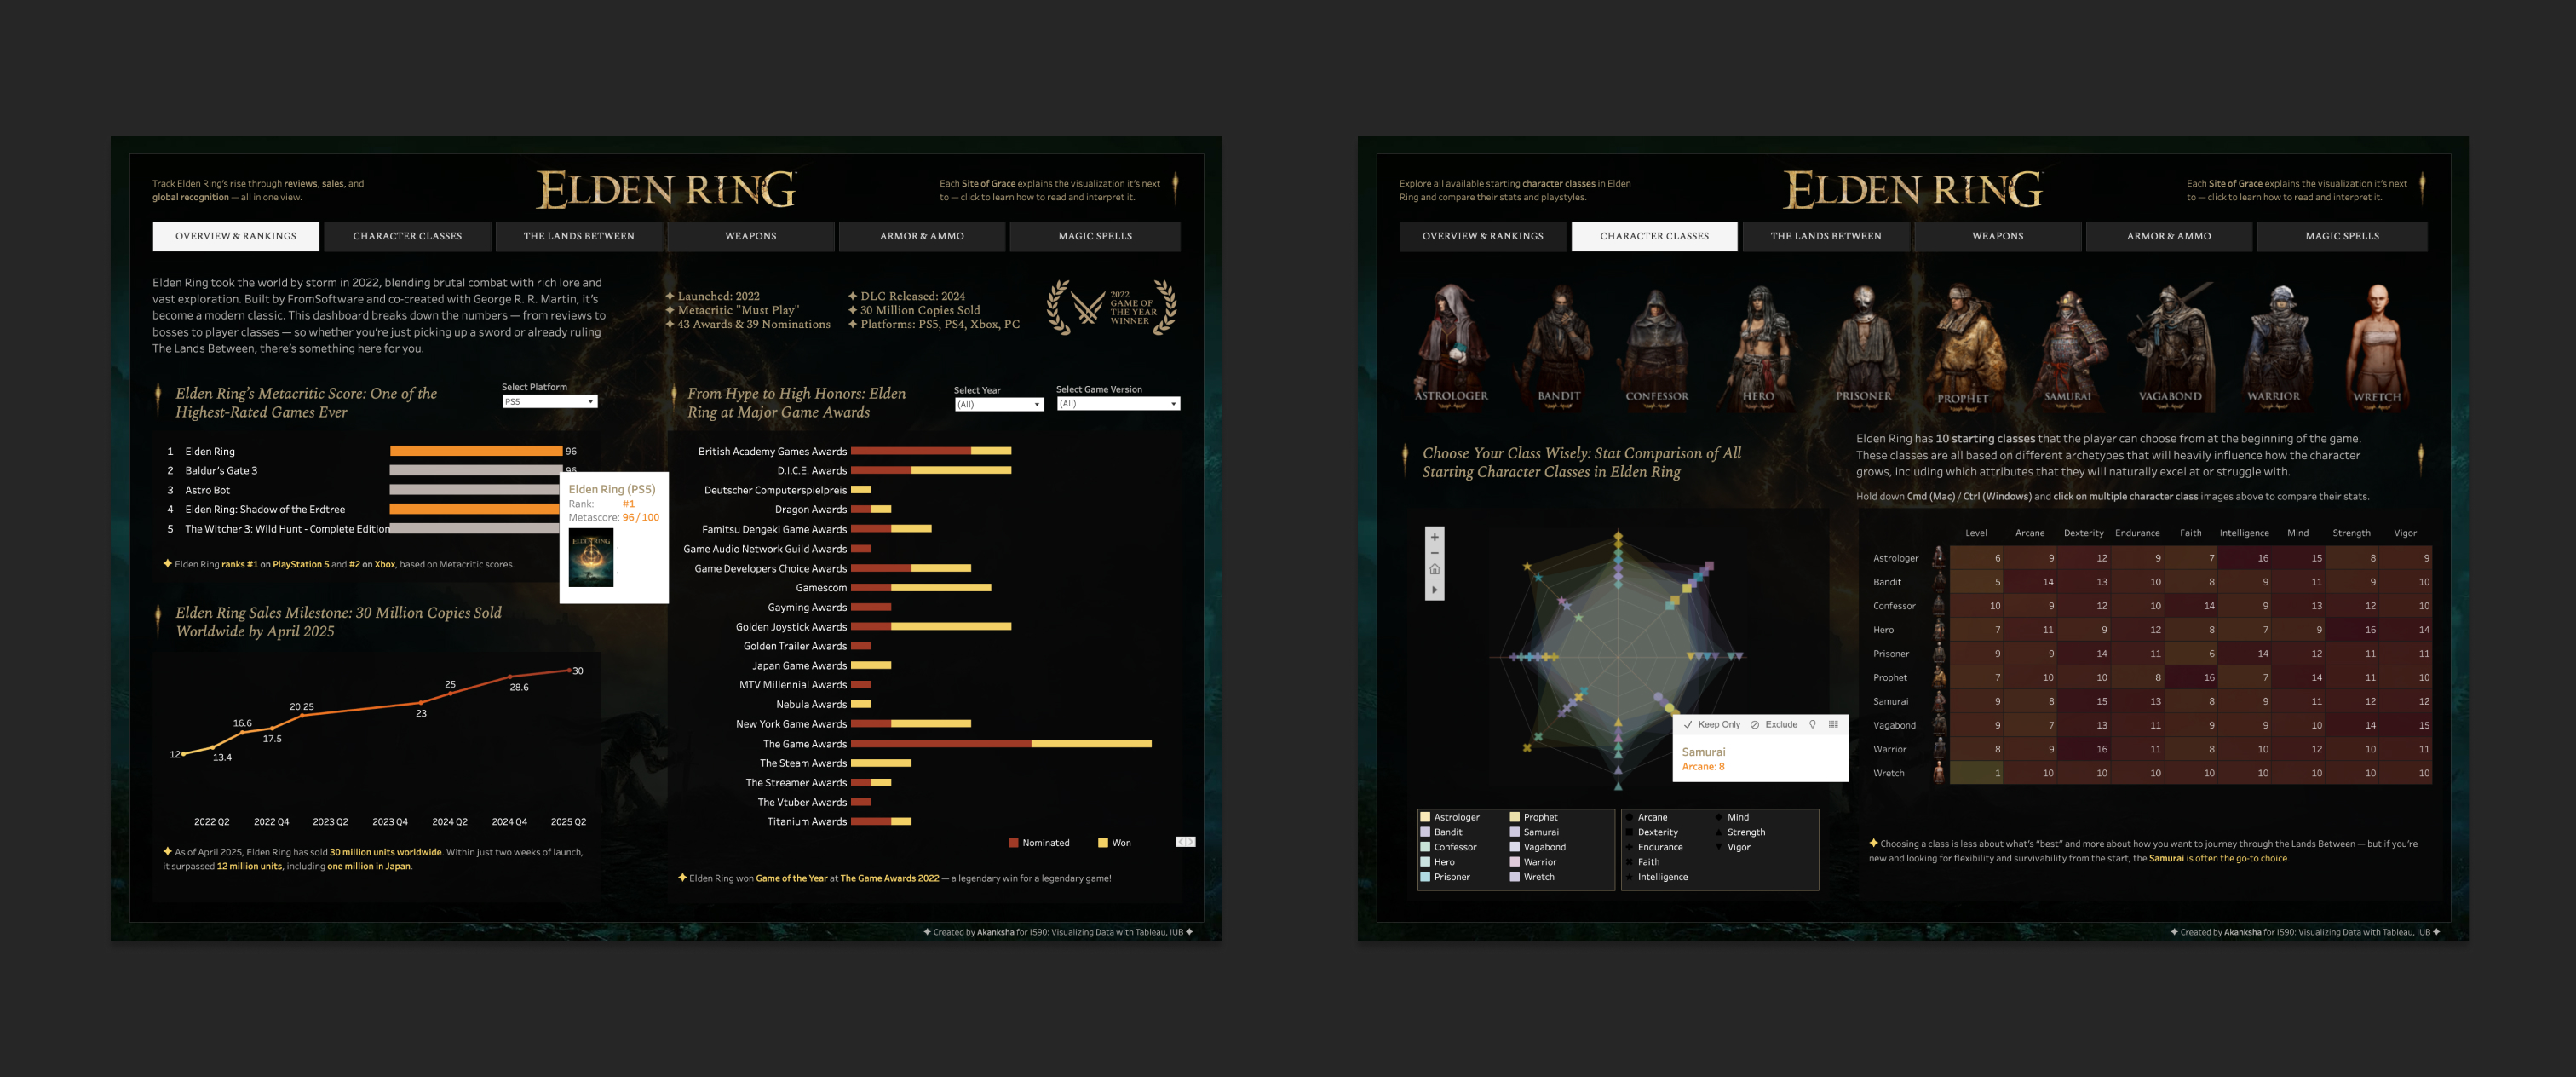 Track Elden Ring's rise through reviews, sales, and
global recognition — all in one view.
ELDEN RING
Each Site of Grace explains the visualization it's next
to — click to learn how to read and interpret it.
OVERVIEW & RANKINGS
CHARACTER CLASSES
THE LANDS BETWEEN
WEAPONS
ARMOR & AMMO
MAGIC SPELLS
Elden Ring took the world by storm in 2022, blending brutal combat with rich lore and
vast exploration. Built by FromSoftware and co-created with George R. R. Martin, it's
become a modern classic. This dashboard breaks down the numbers — from reviews to
bosses to player classes — so whether you're just picking up a sword or already ruling
The Lands Between, there's something here for you.
✦ Launched: 2022
✦ Metacritic "Must Play"
✦ 43 Awards & 39 Nominations
✦ DLC Released: 2024
✦ 30 Million Copies Sold
✦ Platforms: PS5, PS4, Xbox, PC
2022
GAME OF
THE YEAR
WINNER
Elden Ring's Metacritic Score: One of the
Highest-Rated Games Ever
Select Platform
PS5
1 Elden Ring 96
2 Baldur's Gate 3 96
3 Astro Bot
4 Elden Ring: Shadow of the Erdtree
5 The Witcher 3: Wild Hunt - Complete Edition
Elden Ring (PS5)
Rank: #1
Metascore: 96 / 100
ELDEN RING
✦ Elden Ring ranks #1 on PlayStation 5 and #2 on Xbox, based on Metacritic scores.
Elden Ring Sales Milestone: 30 Million Copies Sold
Worldwide by April 2025
12
13.4
16.6
17.5
20.25
23
25
28.6
30
2022 Q2
2022 Q4
2023 Q2
2023 Q4
2024 Q2
2024 Q4
2025 Q2
✦ As of April 2025, Elden Ring has sold 30 million units worldwide. Within just two weeks of launch,
it surpassed 12 million units, including one million in Japan.
From Hype to High Honors: Elden
Ring at Major Game Awards
Select Year
(All)
Select Game Version
(All)
British Academy Games Awards
D.I.C.E. Awards
Deutscher Computerspielpreis
Dragon Awards
Famitsu Dengeki Game Awards
Game Audio Network Guild Awards
Game Developers Choice Awards
Gamescom
Gayming Awards
Golden Joystick Awards
Golden Trailer Awards
Japan Game Awards
MTV Millennial Awards
Nebula Awards
New York Game Awards
The Game Awards
The Steam Awards
The Streamer Awards
The Vtuber Awards
Titanium Awards
Nominated
Won
✦ Elden Ring won Game of the Year at The Game Awards 2022 — a legendary win for a legendary game!
✦ Created by Akanksha for I590: Visualizing Data with Tableau, IUB ✦
Explore all available starting character classes in Elden
Ring and compare their stats and playstyles.
ELDEN RING
Each Site of Grace explains the visualization it's next
to — click to learn how to read and interpret it.
OVERVIEW & RANKINGS
CHARACTER CLASSES
THE LANDS BETWEEN
WEAPONS
ARMOR & AMMO
MAGIC SPELLS
ASTROLOGER
BANDIT
CONFESSOR
HERO
PRISONER
PROPHET
SAMURAI
VAGABOND
WARRIOR
WRETCH
Choose Your Class Wisely: Stat Comparison of All
Starting Character Classes in Elden Ring
Elden Ring has 10 starting classes that the player can choose from at the beginning of the game.
These classes are all based on different archetypes that will heavily influence how the character
grows, including which attributes that they will naturally excel at or struggle with.
Hold down Cmd (Mac) / Ctrl (Windows) and click on multiple character class images above to compare their stats.
Keep Only
Exclude
Samurai
Arcane: 8
Astrologer
Bandit
Confessor
Hero
Prisoner
Prophet
Samurai
Vagabond
Warrior
Wretch
Arcane
Dexterity
Endurance
Faith
Intelligence
Mind
Strength
Vigor
Level Arcane Dexterity Endurance Faith Intelligence Mind Strength Vigor
Astrologer 6 9 12 9 7 16 15 8 9
Bandit 5 14 13 10 8 9 11 9 10
Confessor 10 9 12 10 14 9 13 12 10
Hero 7 11 9 12 8 7 9 16 14
Prisoner 9 9 14 11 6 14 12 11 11
Prophet 7 10 10 8 16 7 14 11 10
Samurai 9 8 15 13 8 9 11 12 12
Vagabond 9 7 13 11 9 9 10 14 15
Warrior 8 9 16 11 8 10 12 10 11
Wretch 1 10 10 10 10 10 10 10 10
✦ Choosing a class is less about what's "best" and more about how you want to journey through the Lands Between — but if you're
new and looking for flexibility and survivability from the start, the Samurai is often the go-to choice.
✦ Created by Akanksha for I590: Visualizing Data with Tableau, IUB ✦